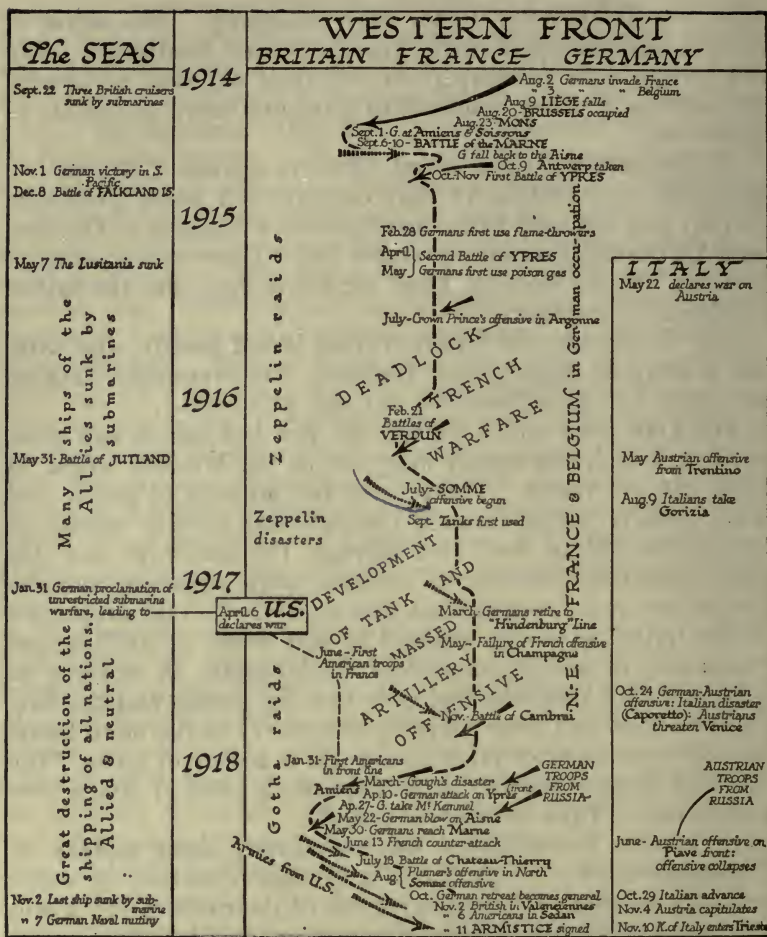 The SEAS
Sept. 22 Three British cruisers
sunk by submarines
Nov. 1 German victory in S.
Pacific
Dec. 8 Battle of FALKLAND IS.
May 7 The Lusitania sunk
Many ships of the
Allies sunk by
submarines
May 31 - Battle of JUTLAND
Jan. 31 German proclamation of
unrestricted submarine
warfare, leading to
Great destruction of the
shipping of all nations.
Allied & neutral
Nov. 2 Last ship sunk by sub-
marine
" 7 German Naval mutiny
1914
1915
1916
1917
1918
WESTERN FRONT
BRITAIN FRANCE GERMANY
Aug. 2 Germans invade France
" 3 " " Belgium
Aug 9 LIÈGE falls
Aug. 20 - BRUSSELS occupied
Aug. 23 - MONS
Sept. 1 - G. at Amiens & Soissons
Sept. 6-10 - BATTLE of the MARNE
G fall back to the Aisne
Oct. 9 Antwerp taken
Oct-Nov First Battle of YPRES
Feb. 28 Germans first use flame-throwers
April Second Battle of YPRES
May Germans first use poison gas
July - Crown Prince's offensive in Argonne
Zeppelin raids
DEADLOCK
TRENCH
WARFARE
Feb. 21
Battles of
VERDUN
July - SOMME
offensive begun
Sept. Tanks first used
Zeppelin
disasters
N.E. FRANCE & BELGIUM in German occupation
DEVELOPMENT
OF TANK AND
MASSED
ARTILLERY
OFFENSIVE
April 6 U.S.
declares war
March - Germans retire to
"Hindenburg" Line
June - First
American troops
in France
May - Failure of French offensive
in Champagne
Nov. - Battle of Cambrai
Gotha raids
Jan. 31 - First Americans
in front line
March - Gough's disaster
Amiens
Ap. 10 - German attack on Ypres front
Ap. 27 - G. take Mt Kemmel
May 22 - German blow on Aisne
May 30 - Germans reach Marne
June 13 French counter-attack
GERMAN
TROOPS
FROM
RUSSIA
July 18 Battle of Chateau-Thierry
Aug. Plumer's offensive in North
Somme offensive
Armies from U.S.
Oct. German retreat becomes general
Nov. 2 British in Valenciennes
" 6 Americans in Sedan
" 11 ARMISTICE signed
ITALY
May 22 declares war on
Austria
May Austrian offensive
from Trentino
Aug. 9 Italians take
Gorizia
Oct. 24 German-Austrian
offensive: Italian disaster
(Caporetto): Austrians
threaten Venice
AUSTRIAN
TROOPS
FROM
RUSSIA
June - Austrian offensive on
Piave front:
offensive collapses
Oct. 29 Italian advance
Nov. 4 Austria capitulates
Nov. 10 K. of Italy enters Trieste